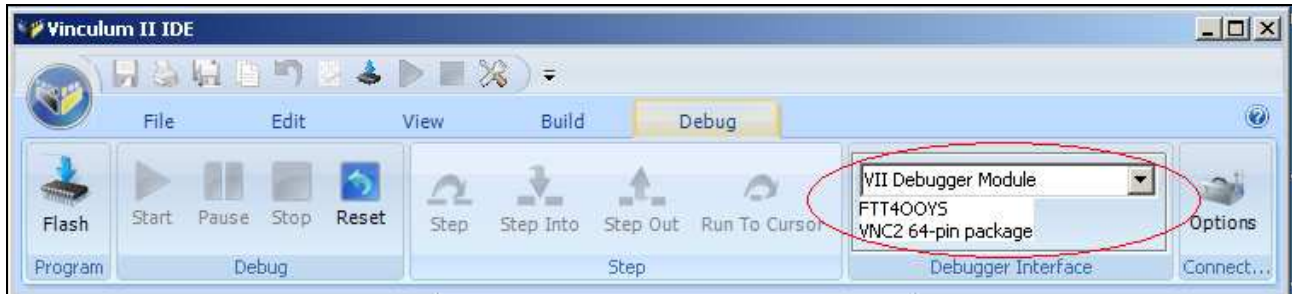 Vinculum II IDE
File Edit View Build Debug
VII Debugger Module
FTT4OOYS
VNC2 64-pin package
Flash Start Pause Stop Reset Step Step Into Step Out Run To Cursor Options
Program Debug Step Debugger Interface Connect...